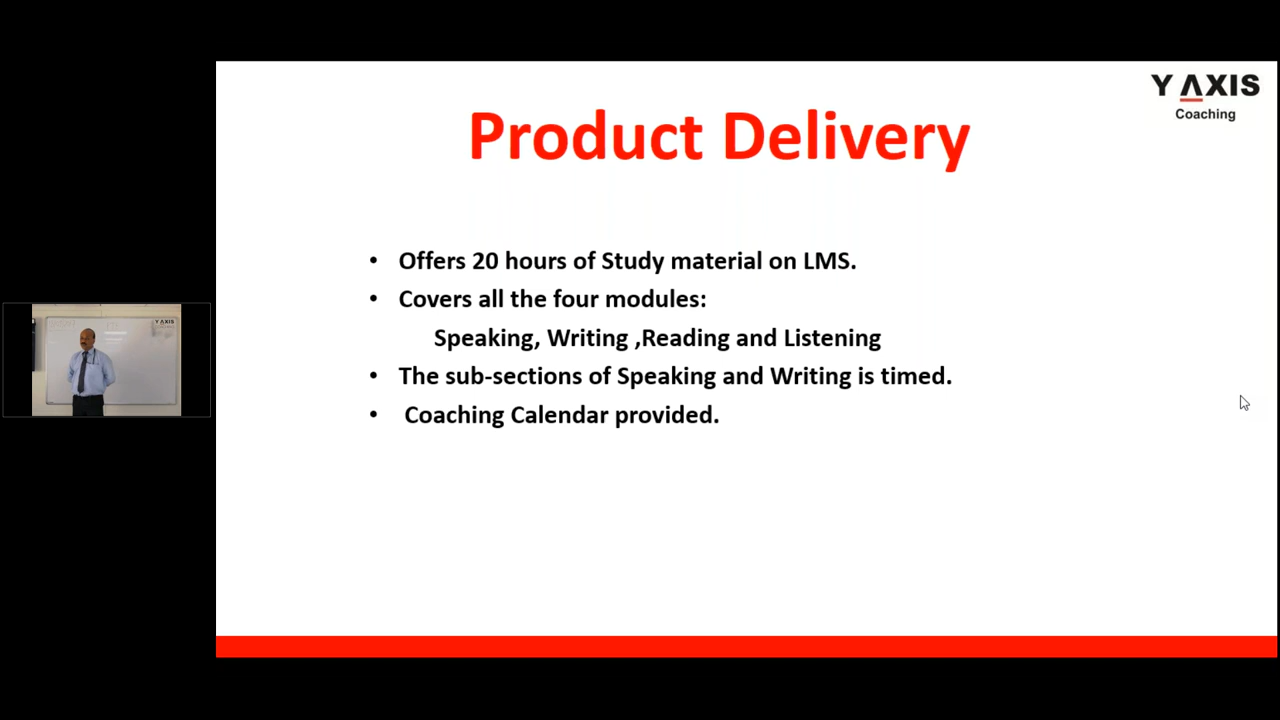 Y AXIS
Coaching
Product Delivery
• Offers 20 hours of Study material on LMS.
• Covers all the four modules:
Speaking, Writing ,Reading and Listening
• The sub-sections of Speaking and Writing is timed.
• Coaching Calendar provided.
Y AXIS